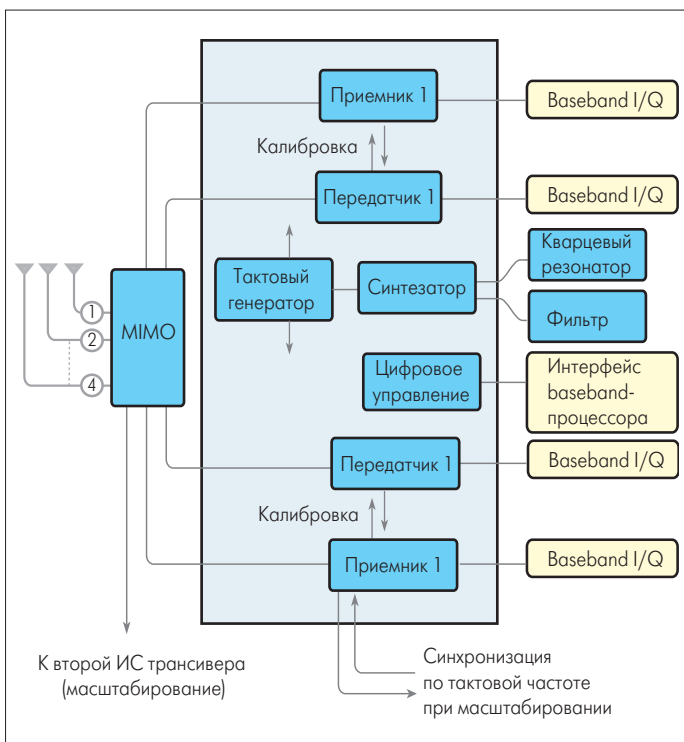 Приемник 1
Baseband I/Q
Калибровка
Передатчик 1
Baseband I/Q
Кварцевый
резонатор
Тактовый
генератор
Синтезатор
Фильтр
1
2
4
MIMO
Цифровое
управление
Интерфейс
baseband-
процессора
Передатчик 1
Baseband I/Q
Калибровка
Приемник 1
Baseband I/Q
К второй ИС трансивера
(масштабирование)
Синхронизация
по тактовой частоте
при масштабировании